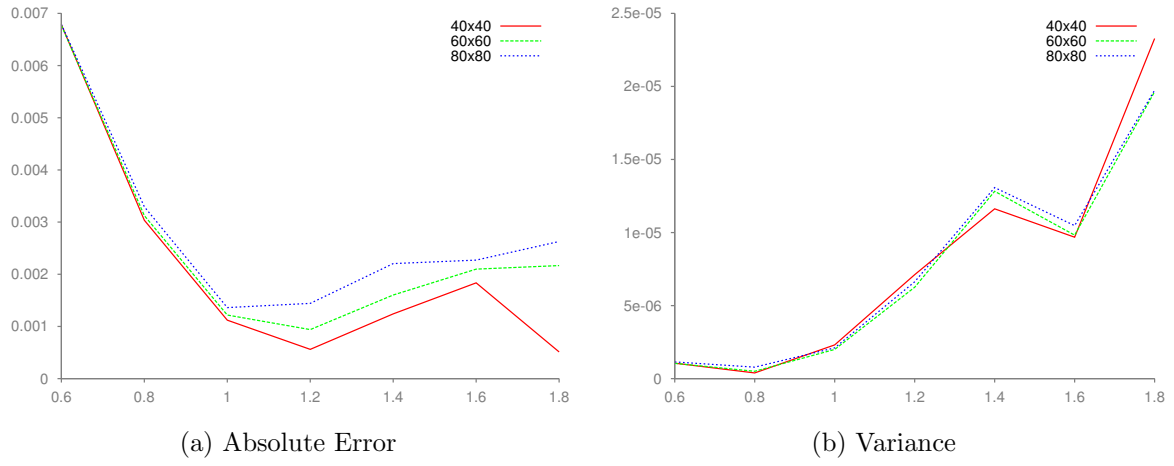 0.007
0.006
0.005
0.004
0.003
0.002
0.001
0
0.6 0.8 1 1.2 1.4 1.6 1.8
40x40
60x60
80x80
(a) Absolute Error
2.5e-05
2e-05
1.5e-05
1e-05
5e-06
0
0.6 0.8 1 1.2 1.4 1.6 1.8
40x40
60x60
80x80
(b) Variance